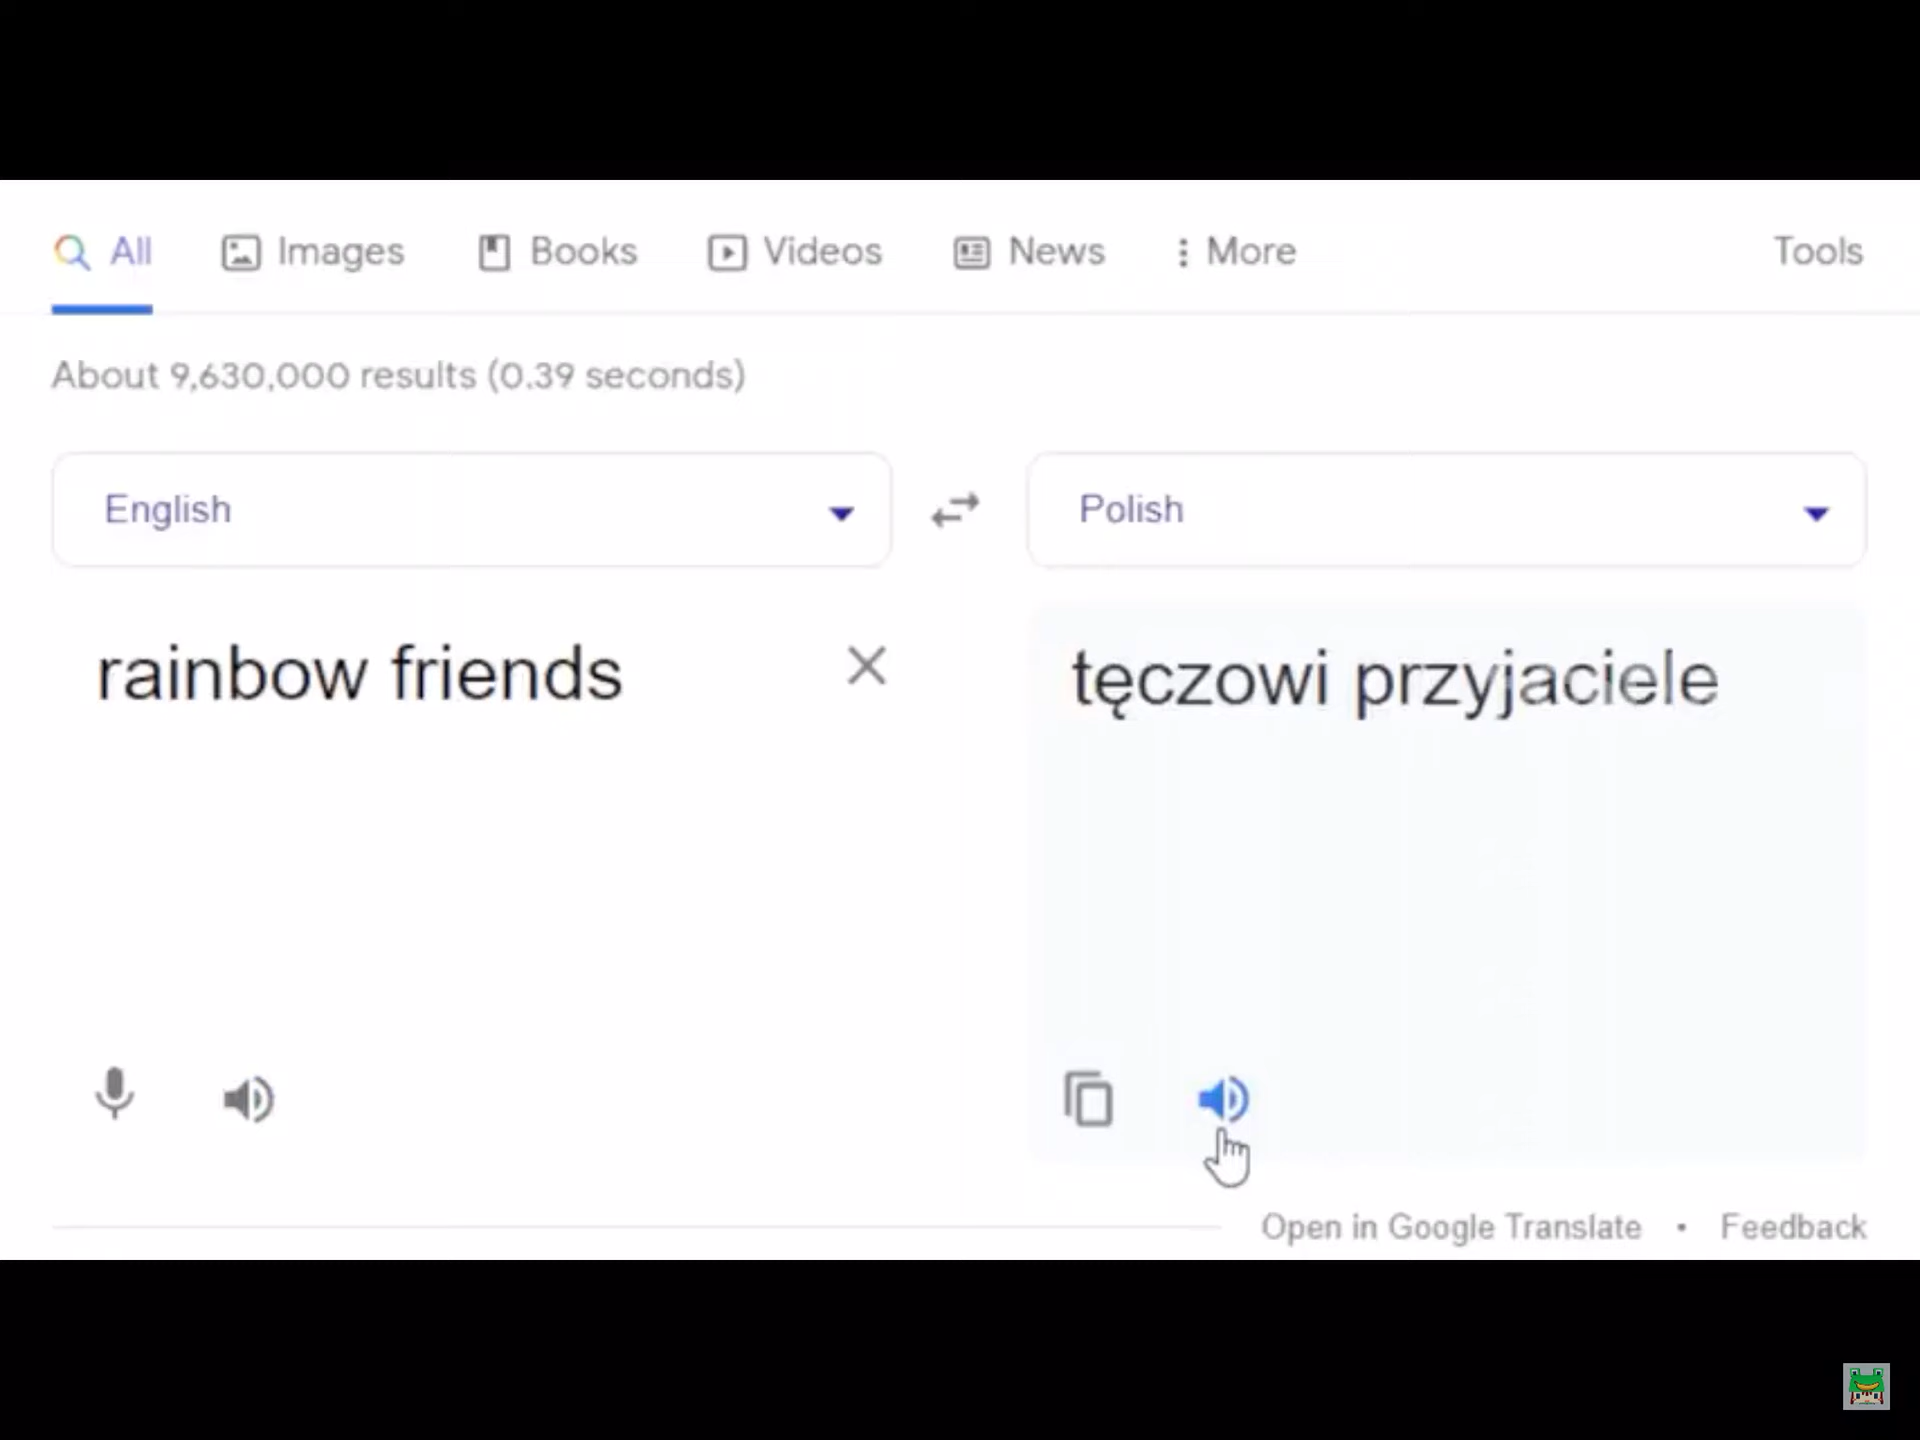 All Images Books Videos News More Tools
About 9,630,000 results (0.39 seconds)
English Polish
rainbow friends tęczowi przyjaciele
Open in Google Translate • Feedback